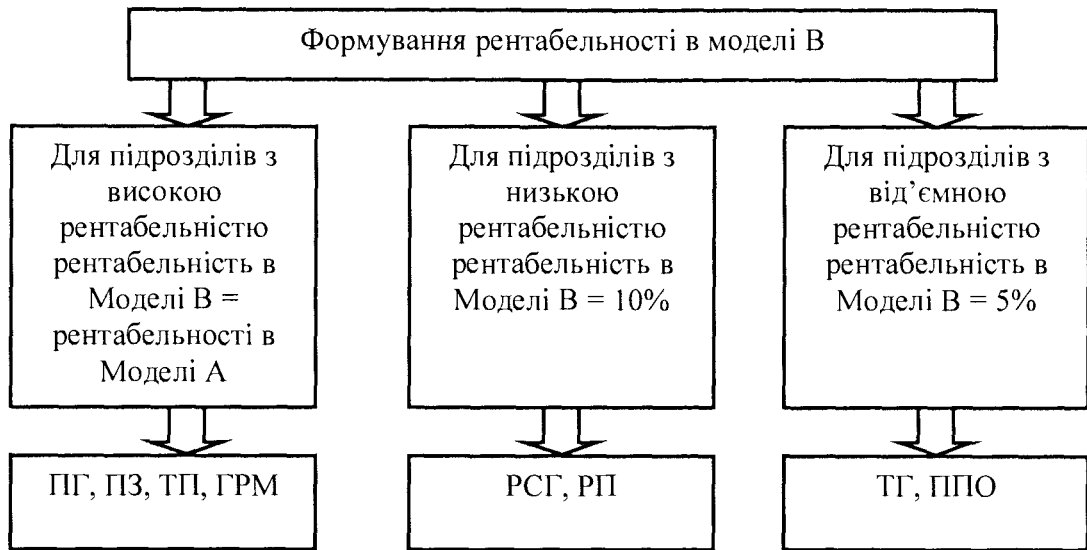 Формування рентабельності в моделі В
Для підрозділів з
високою
рентабельністю
рентабельність в
Моделі В =
рентабельності в
Моделі А
Для підрозділів з
низькою
рентабельністю
рентабельність в
Моделі В = 10%
Для підрозділів з
від’ємною
рентабельністю
рентабельність в
Моделі В = 5%
ПГ, ПЗ, ТП, ГРМ
РСГ, РП
ТГ, ППО